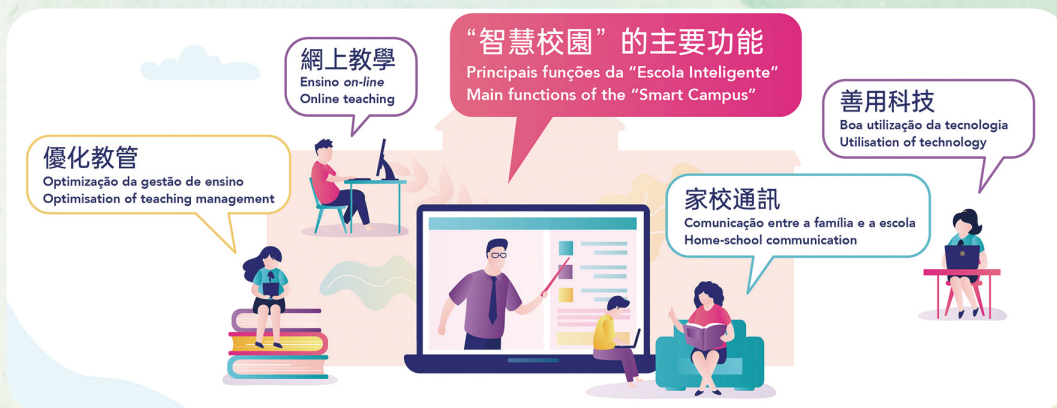 “智慧校園”的主要功能
Principais funções da “Escola Inteligente”
Main functions of the “Smart Campus”
網上教學
Ensino on-line
Online teaching
善用科技
Boa utilização da tecnologia
Utilisation of technology
優化教管
Optimização da gestão de ensino
Optimisation of teaching management
家校通訊
Comunicação entre a família e a escola
Home-school communication